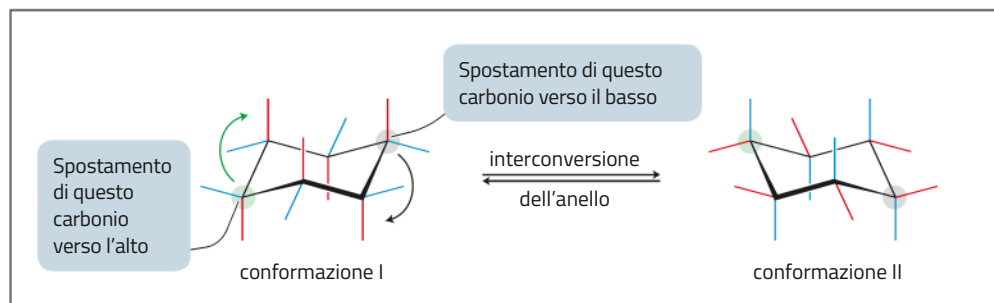 Spostamento di questo
carbonio verso il basso
Spostamento
di questo
carbonio
verso l'alto
interconversione
dell'anello
conformazione I
conformazione II